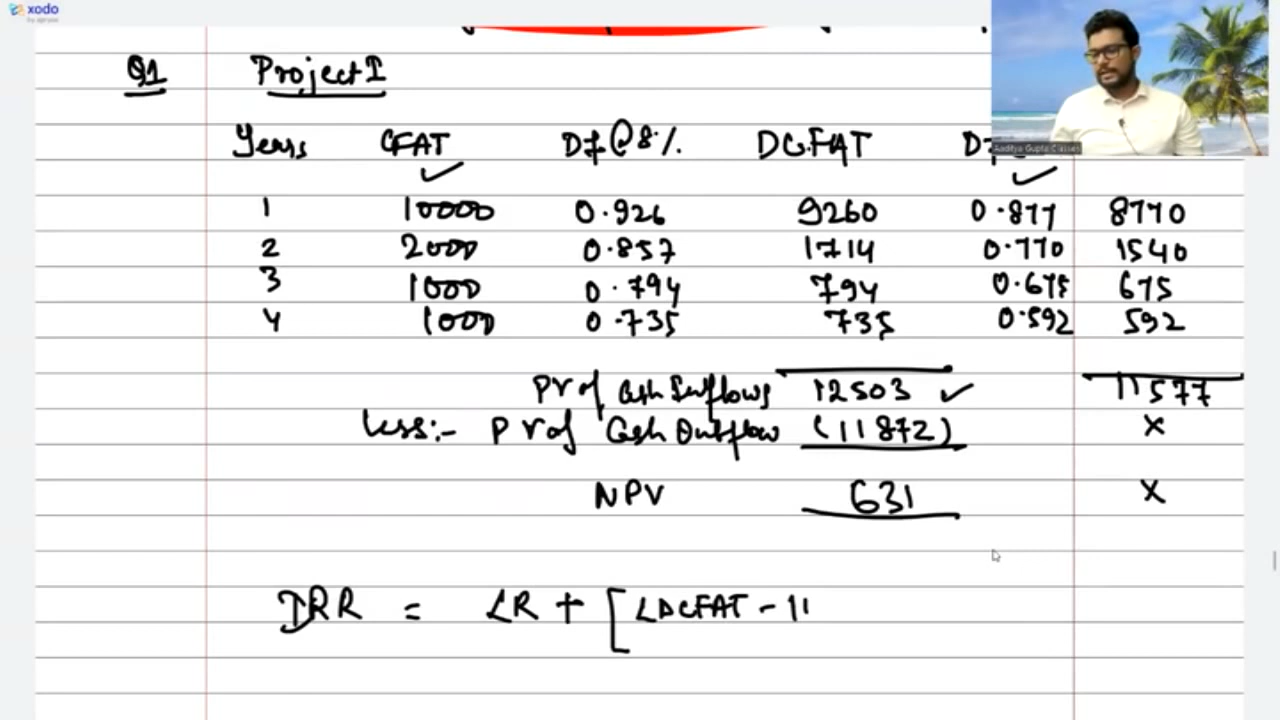 xodo
by apryse
Q1 Project I
Years CFAT Df@8% DCFAT
Aaditya Gupta Classes
1 10000 0.926 9260 0.877 8770
2 2000 0.857 1714 0.770 1540
3 1000 0.794 794 0.675 675
4 1000 0.735 735 0.592 592
PV of Cash Inflows 12503 ✓ 11577
Less:- PV of Cash Outflow (11872) X
NPV 631 X
IRR = LR + [LDCFAT - 11